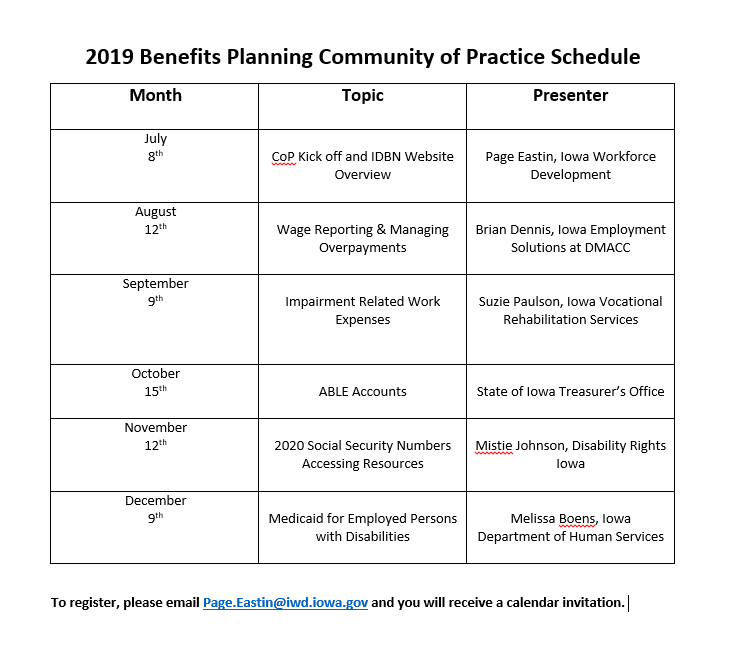 2019 Benefits Planning Community of Practice Schedule
Month
Topic
Presenter
July
8th
CoP Kick off and IDBN Website
Overview
Page Eastin, Iowa Workforce
Development
August
12th
Wage Reporting & Managing
Overpayments
Brian Dennis, Iowa Employment
Solutions at DMACC
September
9th
Impairment Related Work
Expenses
Suzie Paulson, Iowa Vocational
Rehabilitation Services
October
15th
ABLE Accounts
State of Iowa Treasurer’s Office
November
12th
2020 Social Security Numbers
Accessing Resources
Mistie Johnson, Disability Rights
Iowa
December
9th
Medicaid for Employed Persons
with Disabilities
Melissa Boens, Iowa
Department of Human Services
To register, please email Page.Eastin@iwd.iowa.gov and you will receive a calendar invitation.